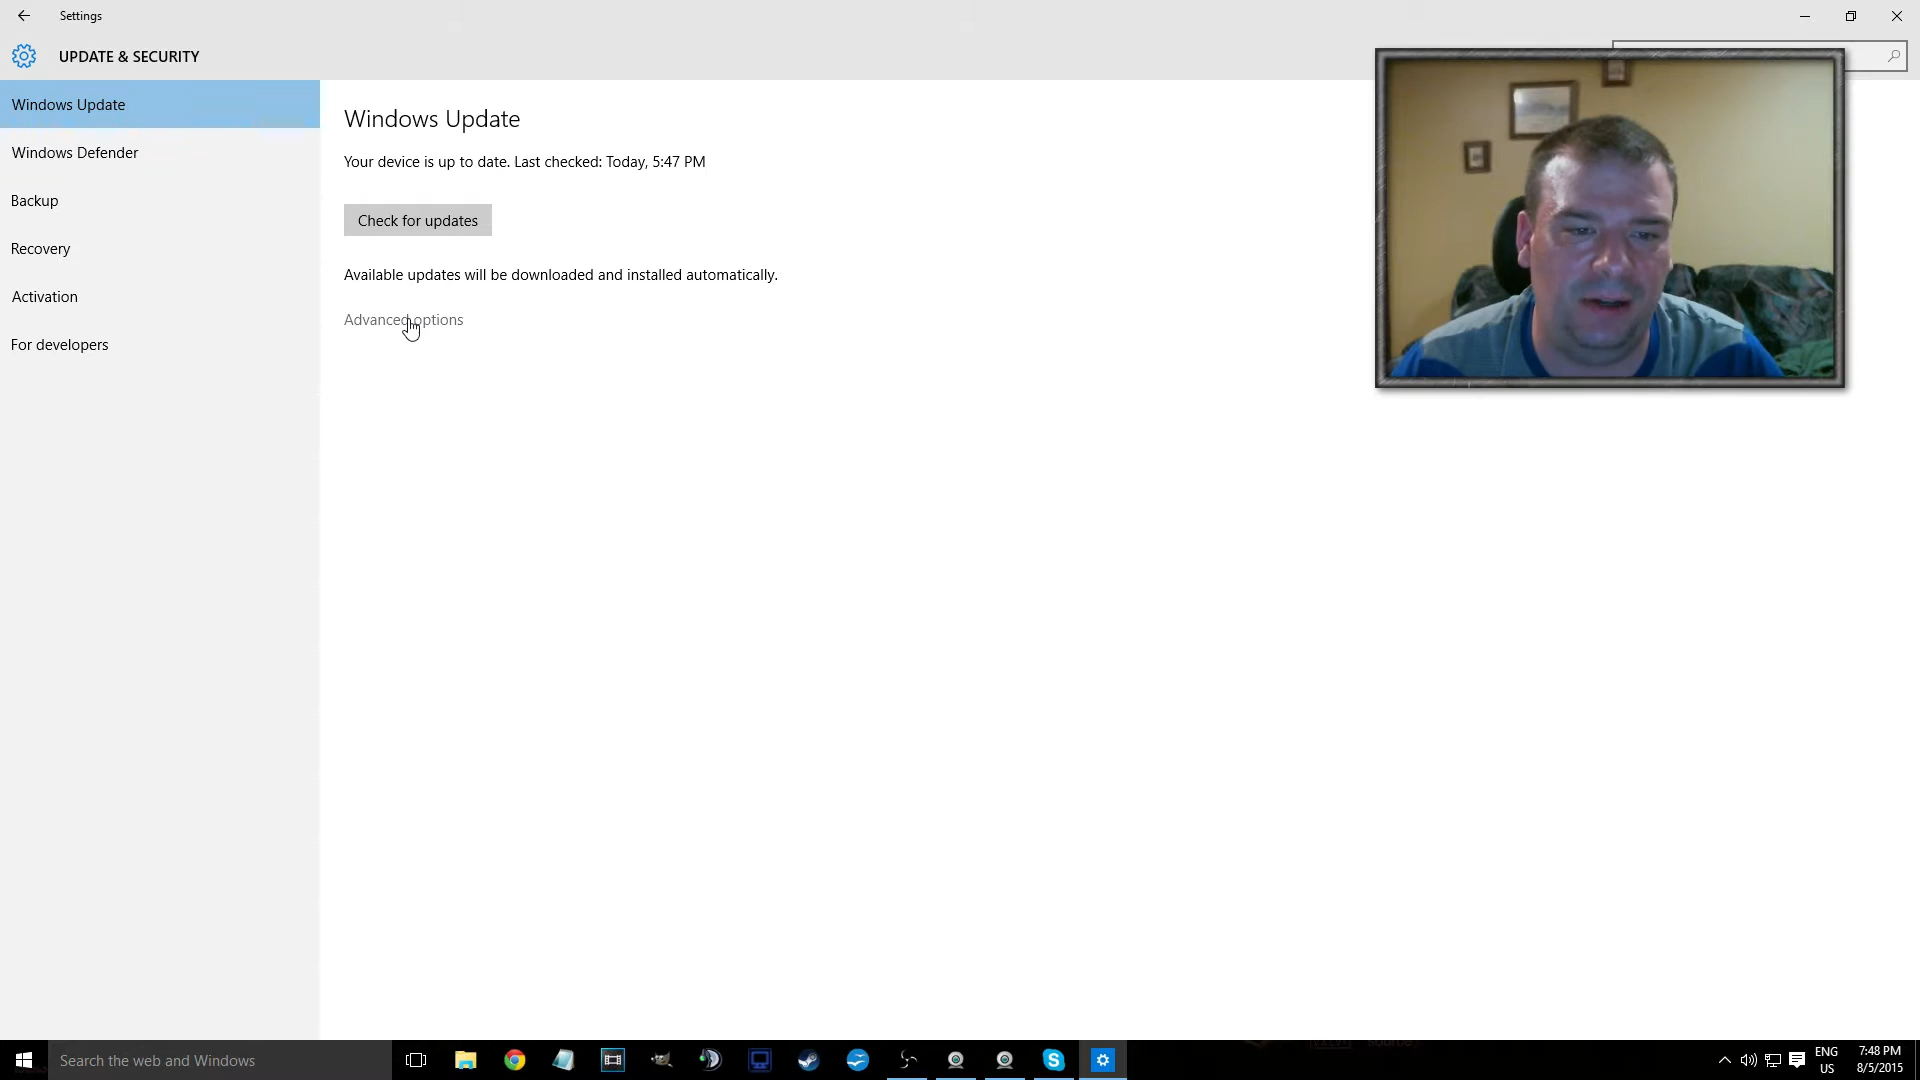 Settings
UPDATE & SECURITY
Windows Update
Windows Defender
Backup
Recovery
Activation
For developers
Windows Update
Your device is up to date. Last checked: Today, 5:47 PM
Check for updates
Available updates will be downloaded and installed automatically.
Advanced options
Search the web and Windows
ENG
US
7:48 PM
8/5/2015